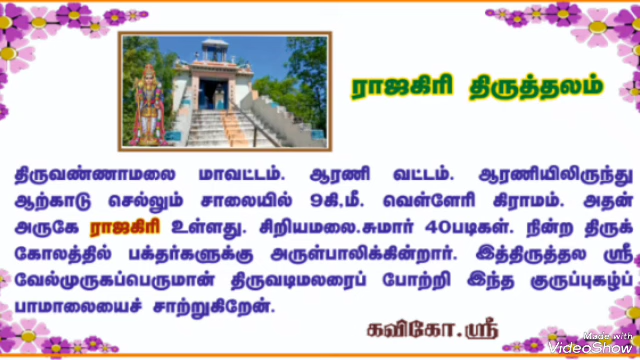 ராஜகிரி திருத்தலம்
திருவண்ணாமலை மாவட்டம். ஆரணி வட்டம். ஆரணியிலிருந்து
ஆற்காடு செல்லும் சாலையில் 9கி.மீ. வெள்ளேரி கிராமம். அதன்
அருகே ராஜகிரி உள்ளது. சிறியமலை.சுமார் 40படிகள். நின்ற திருக்
கோலத்தில் பக்தர்களுக்கு அருள்பாலிக்கின்றார். இத்திருத்தல ஸ்ரீ
வேல்முருகப்பெருமான் திருவடிமலரைப் போற்றி இந்த குருப்புகழ்ப்
பாமாலையைச் சாற்றுகிறேன்.
கவிகோ.ஸ்ரீ
Made with
VideoShow